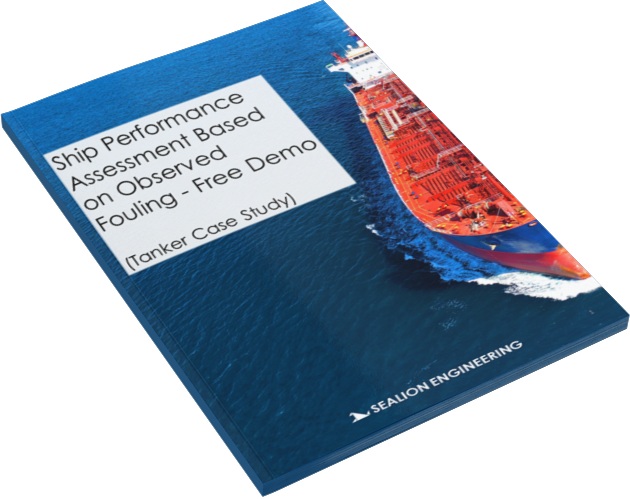 Ship Performance
Assessment Based
on Observed
Fouling - Free Demo
(Tanker Case Study)
SEALION ENGINEERING